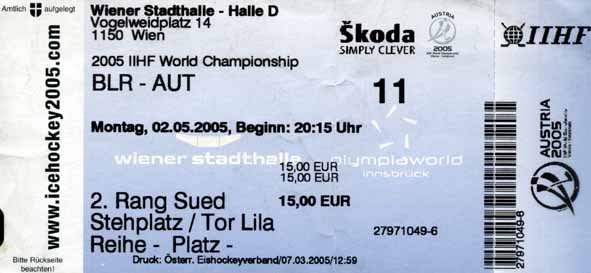 Amtlich aufgelegt
www.icehockey2005.com
Bitte Rückseite
beachten!
Wiener Stadthalle - Halle D
Vogelweidplatz 14
1150 Wien
2005 IIHF World Championship
BLR - AUT
11
Montag, 02.05.2005, Beginn: 20:15 Uhr
wiener stadthalle
olympiaworld
innsbruck
15,00 EUR
15,00 EUR
2. Rang Sued 15,00 EUR
Stehplatz / Tor Lila
Reihe - Platz -
27971049-6
Druck: Österr. Eishockeyverband/07.03.2005/12:59
Škoda
SIMPLY CLEVER
AUSTRIA
2005
IIHF
27971049-6
AUSTRIA
2005